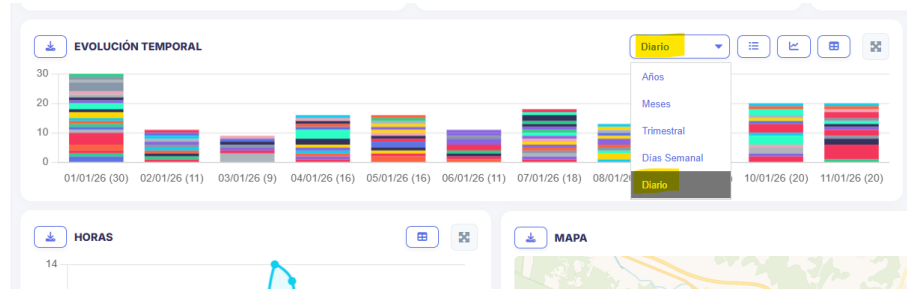 EVOLUCIÓN TEMPORAL
Diario
Años
Meses
Trimestral
Días Semanal
Diario
30
20
10
0
01/01/26 (30) 02/01/26 (11) 03/01/26 (9) 04/01/26 (16) 05/01/26 (16) 06/01/26 (11) 07/01/26 (18) 08/01/2 10/01/26 (20) 11/01/26 (20)
HORAS
14
MAPA